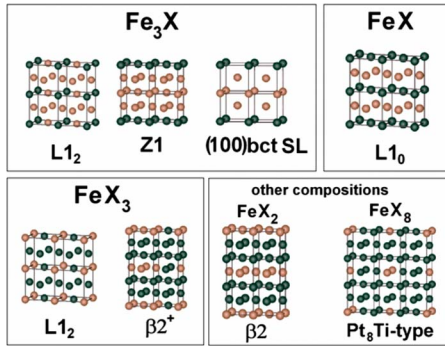 Fe₃X
L1₂ Z1 (100)bct SL
FeX
L1₀
FeX₃
L1₂ β2⁺
other compositions
FeX₂ FeX₈
β2 Pt₈Ti-type